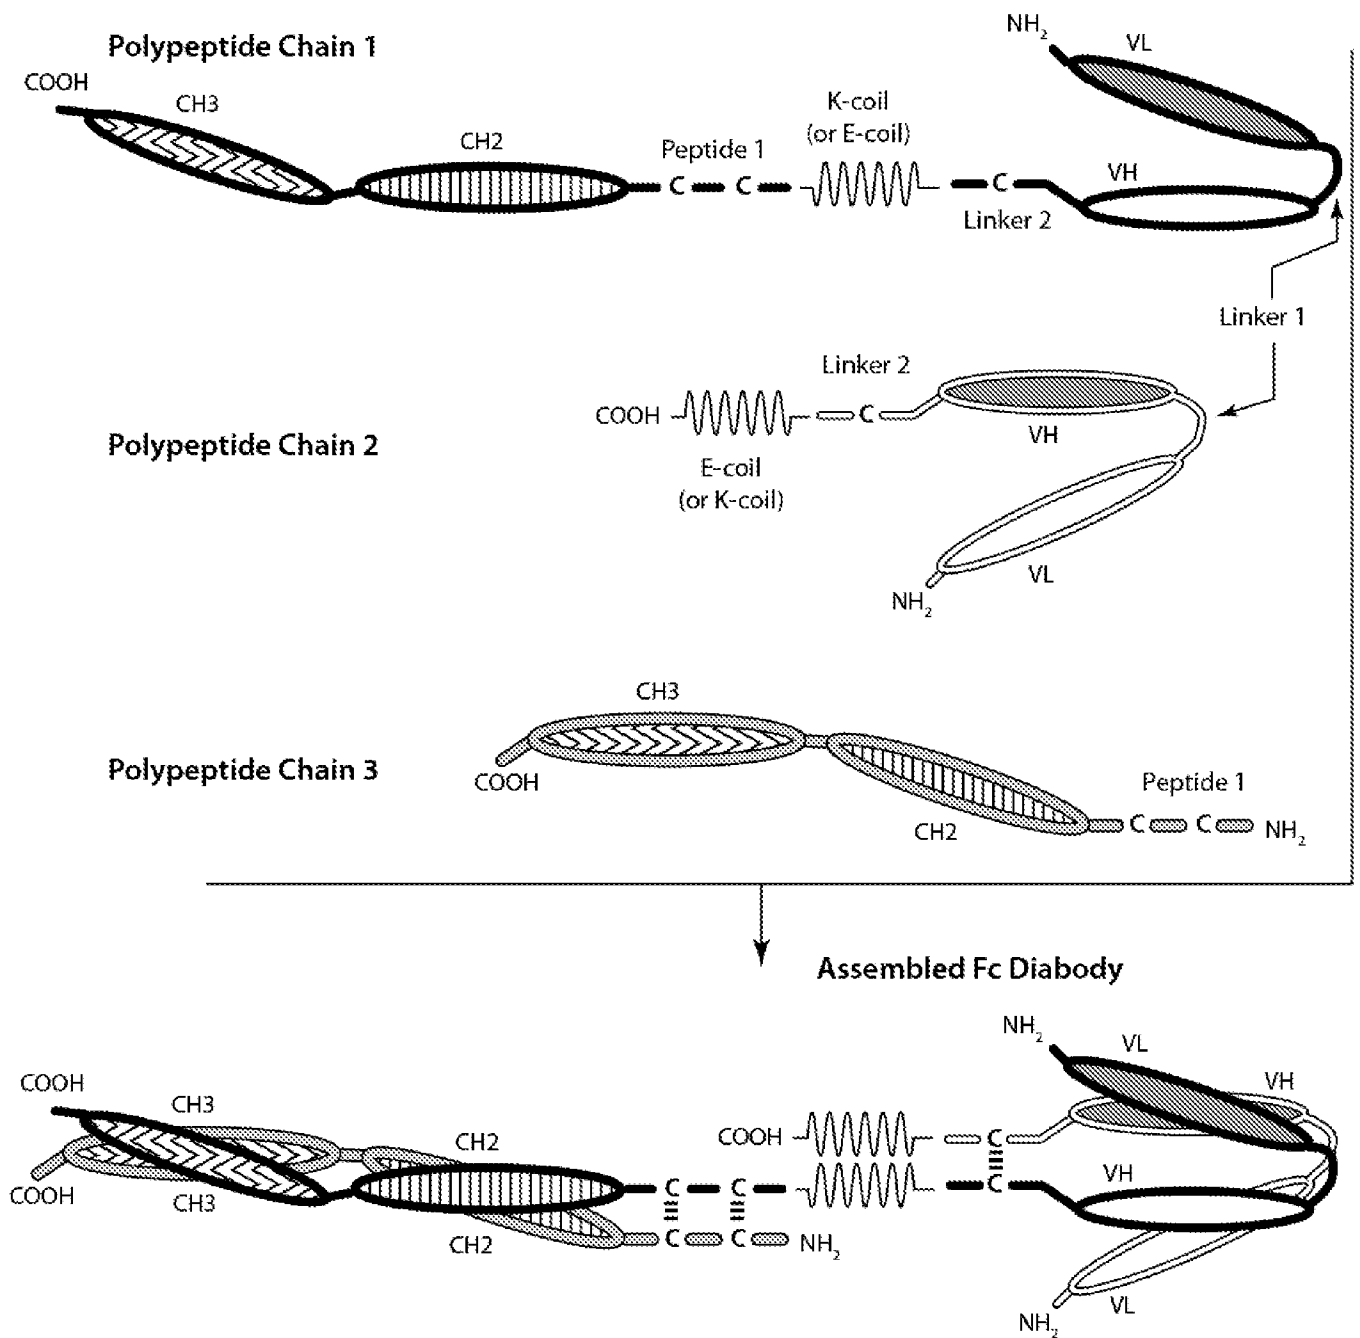 NH2
VL
Polypeptide Chain 1
COOH
CH3
K-coil
(or E-coil)
CH2
Peptide 1
C
C
C
VH
Linker 2
Linker 1
Linker 2
COOH
C
VH
Polypeptide Chain 2
E-coil
(or K-coil)
VL
NH2
CH3
Polypeptide Chain 3
COOH
Peptide 1
CH2
C
C
NH2
Assembled Fc Diabody
NH2
VL
VH
COOH
CH3
CH2
COOH
C
VH
COOH
CH3
C
C
C
CH2
C
C
NH2
VL
NH2